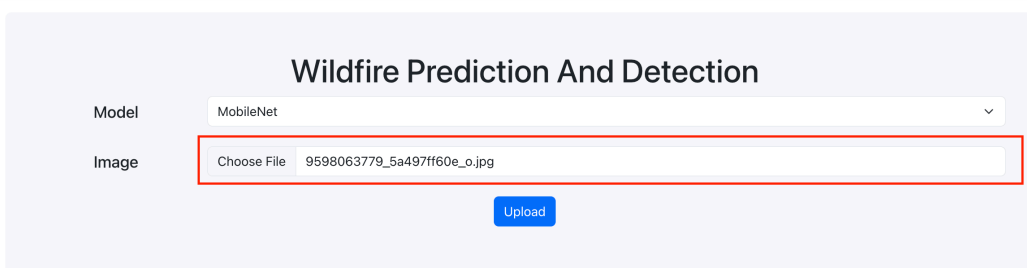 Wildfire Prediction And Detection
Model MobileNet
Image Choose File 9598063779_5a497ff60e_o.jpg
Upload